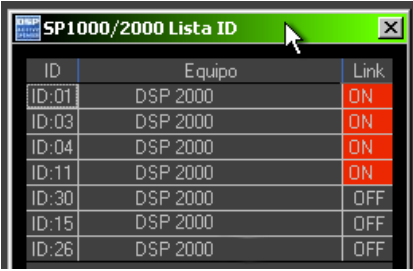 SP1000/2000 Lista ID
ID Equipo Link
ID:01 DSP 2000 ON
ID:03 DSP 2000 ON
ID:04 DSP 2000 ON
ID:11 DSP 2000 ON
ID:30 DSP 2000 OFF
ID:15 DSP 2000 OFF
ID:26 DSP 2000 OFF